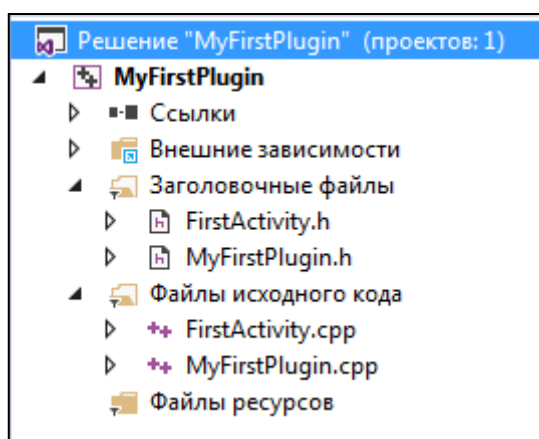 Решение "MyFirstPlugin" (проектов: 1)
MyFirstPlugin
Ссылки
Внешние зависимости
Заголовочные файлы
FirstActivity.h
MyFirstPlugin.h
Файлы исходного кода
FirstActivity.cpp
MyFirstPlugin.cpp
Файлы ресурсов